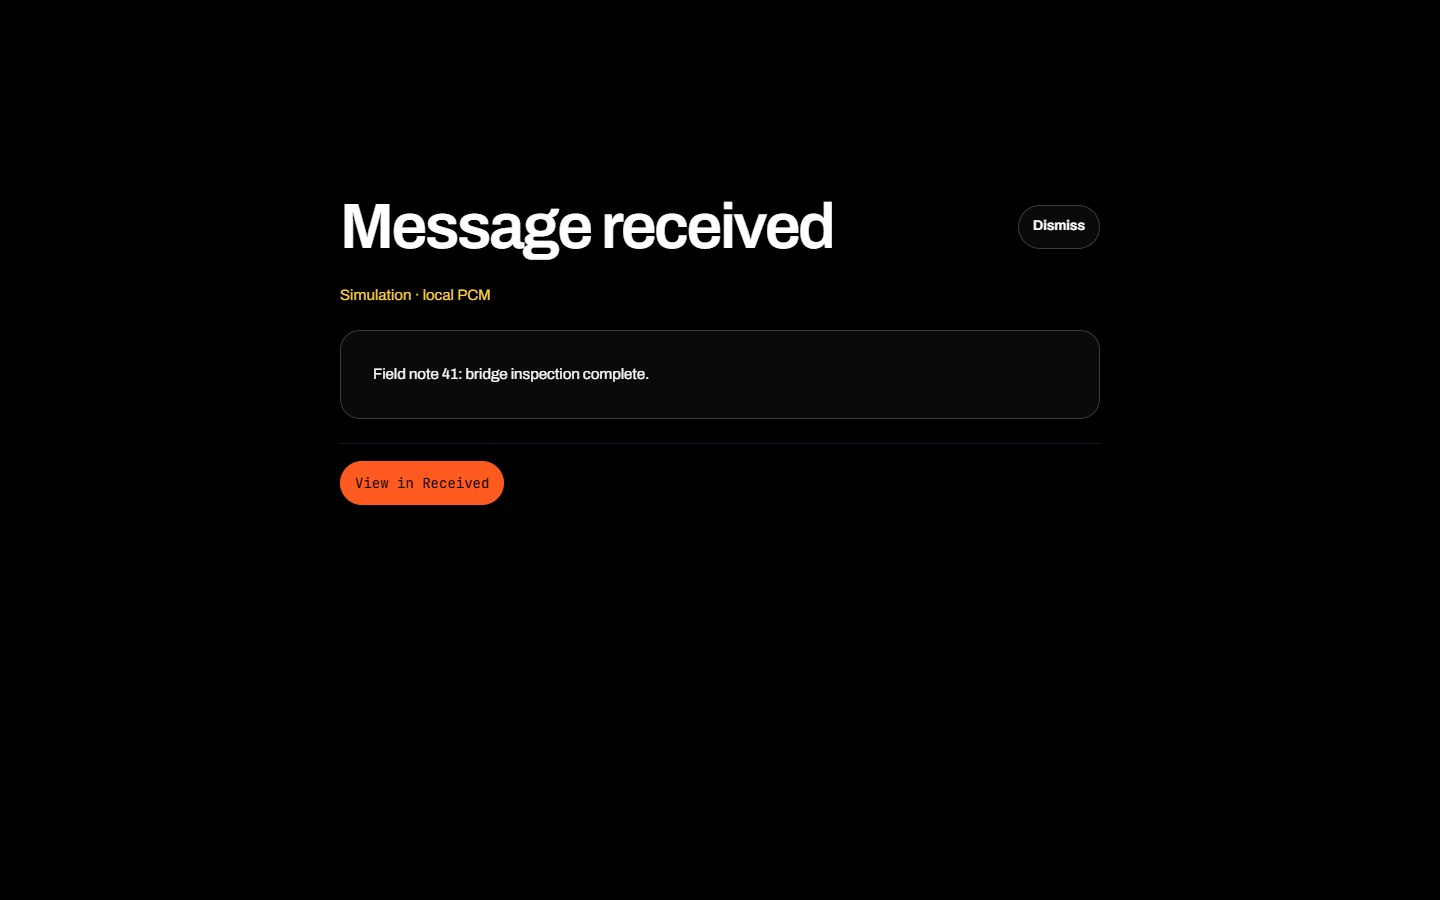 Message received
Dismiss
Simulation · local PCM
Field note 41: bridge inspection complete.
View in Received